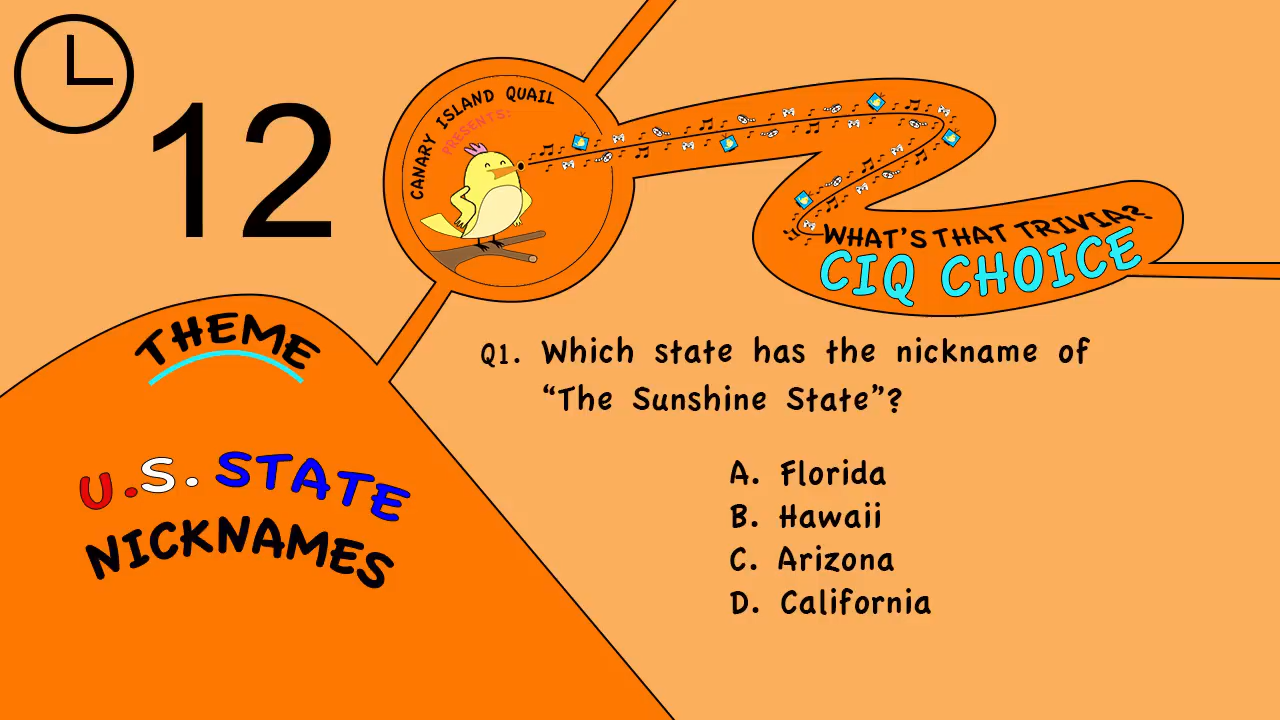 12
CANARY ISLAND QUAIL
PRESENTS:
WHAT'S THAT TRIVIA?
CIQ CHOICE
THEME
U.S. STATE
NICKNAMES
Q1. Which state has the nickname of
“The Sunshine State”?
A. Florida
B. Hawaii
C. Arizona
D. California